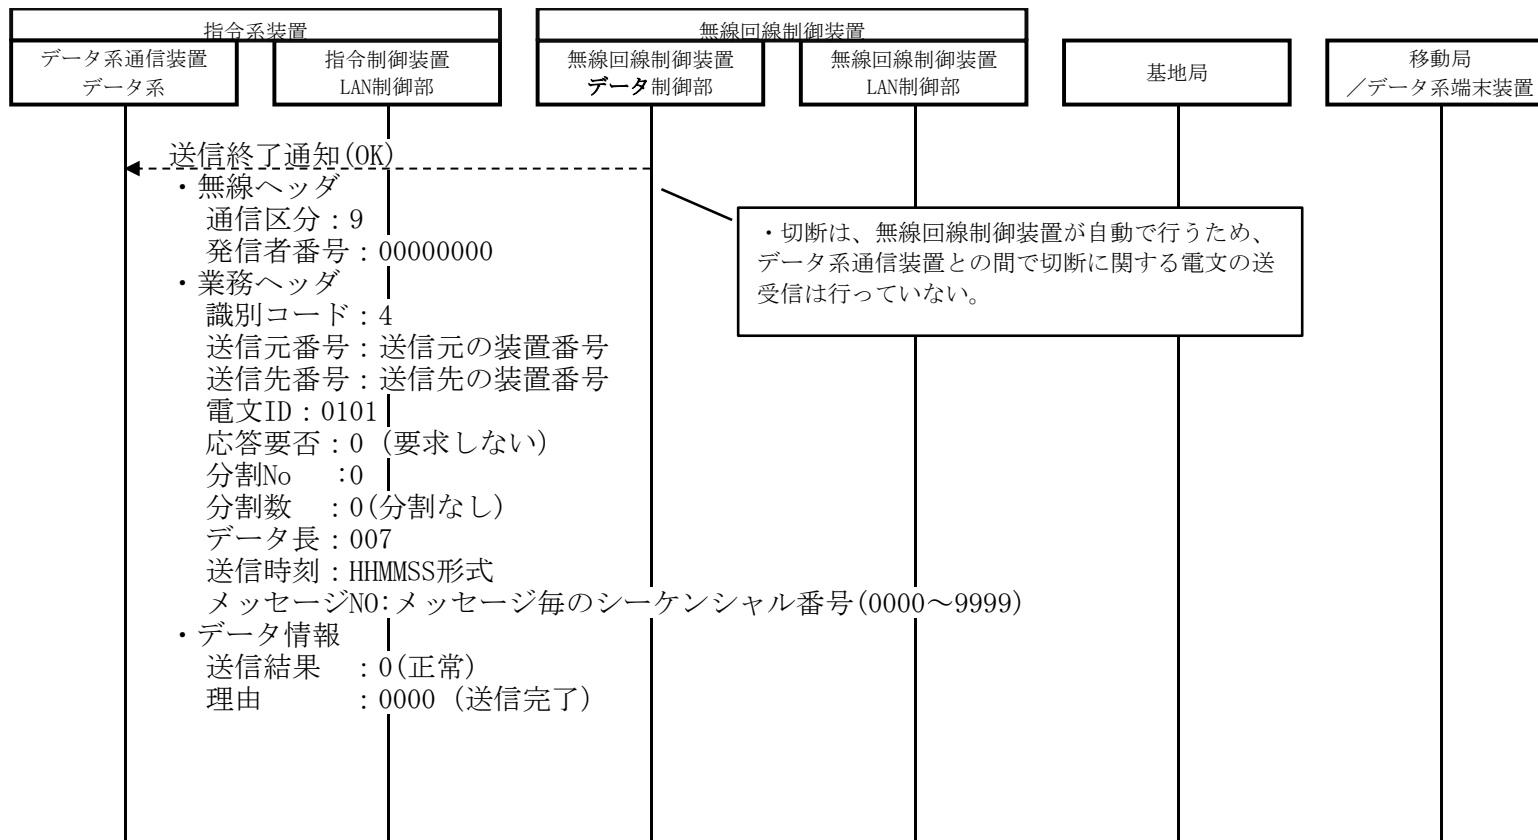 指令系装置
無線回線制御装置
データ系通信装置
データ系
指令制御装置
LAN制御部
無線回線制御装置
データ制御部
無線回線制御装置
LAN制御部
基地局
移動局
／データ系端末装置
送信終了通知(OK)
・無線ヘッダ
通信区分：9
発信者番号：00000000
・業務ヘッダ
識別コード：4
送信元番号：送信元の装置番号
送信先番号：送信先の装置番号
電文ID：0101
応答要否：0 (要求しない)
分割No　:0
分割数　：0(分割なし)
データ長：007
送信時刻：HHMMSS形式
メッセージNO:メッセージ毎のシーケンシャル番号(0000～9999)
・データ情報
送信結果　：0(正常)
理由　　　：0000 (送信完了)
・切断は、無線回線制御装置が自動で行うため、
データ系通信装置との間で切断に関する電文の送
受信は行っていない。